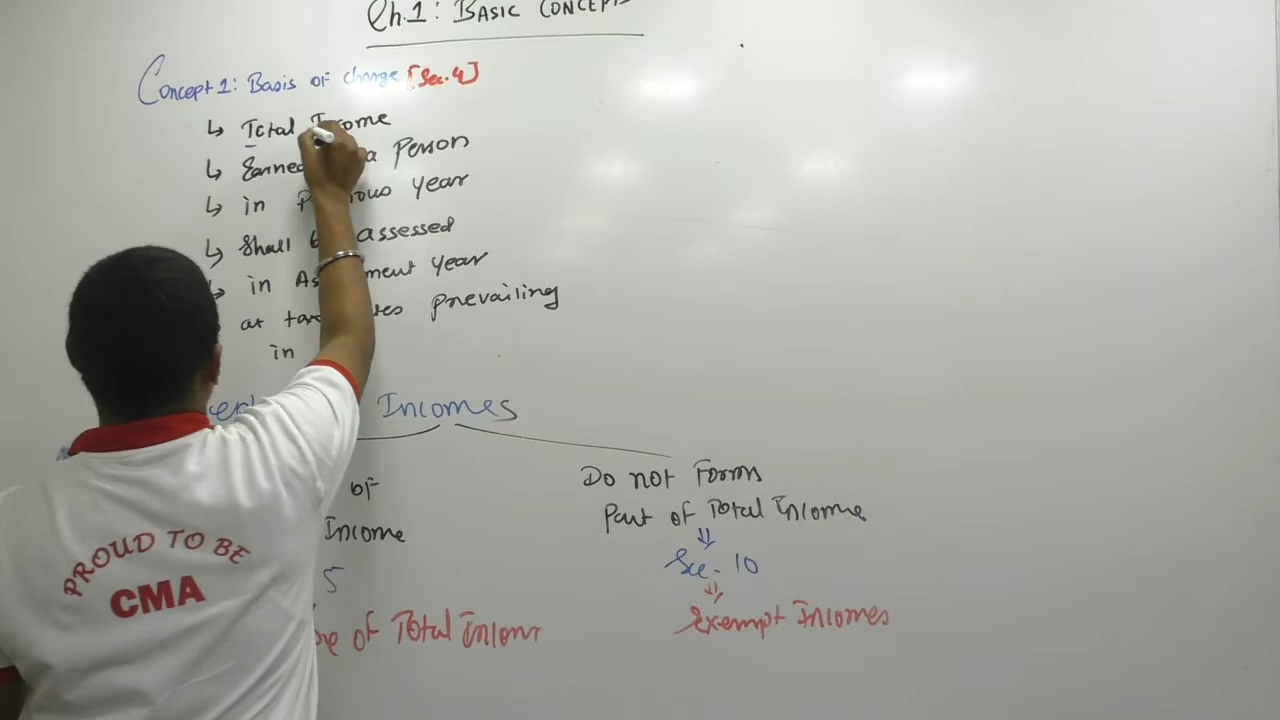 Ch.1: BASIC CONCEPTS
Concept 1: Basis of charge [Sec. 4]
↳ Total Income
↳ Earned a Person
↳ in Previous year
↳ Shall be assessed
↳ in Assessment year
at tax rates prevailing
in
Incomes
of
Income
5
of Total Income
Do not Forms
Part of Total Income
⇓
Sec. 10
⇓
Exempt Incomes
PROUD TO BE
CMA